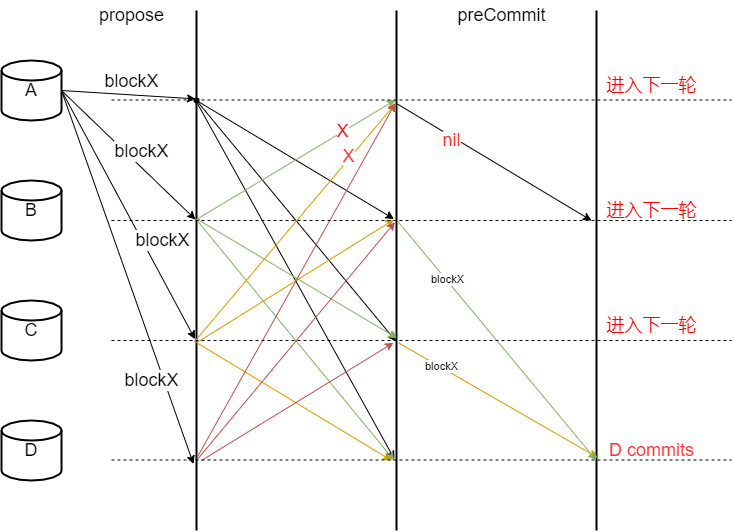 propose
preCommit
A
blockX
进入下一轮
X
X
nil
blockX
B
进入下一轮
blockX
blockX
C
进入下一轮
blockX
blockX
D
D commits